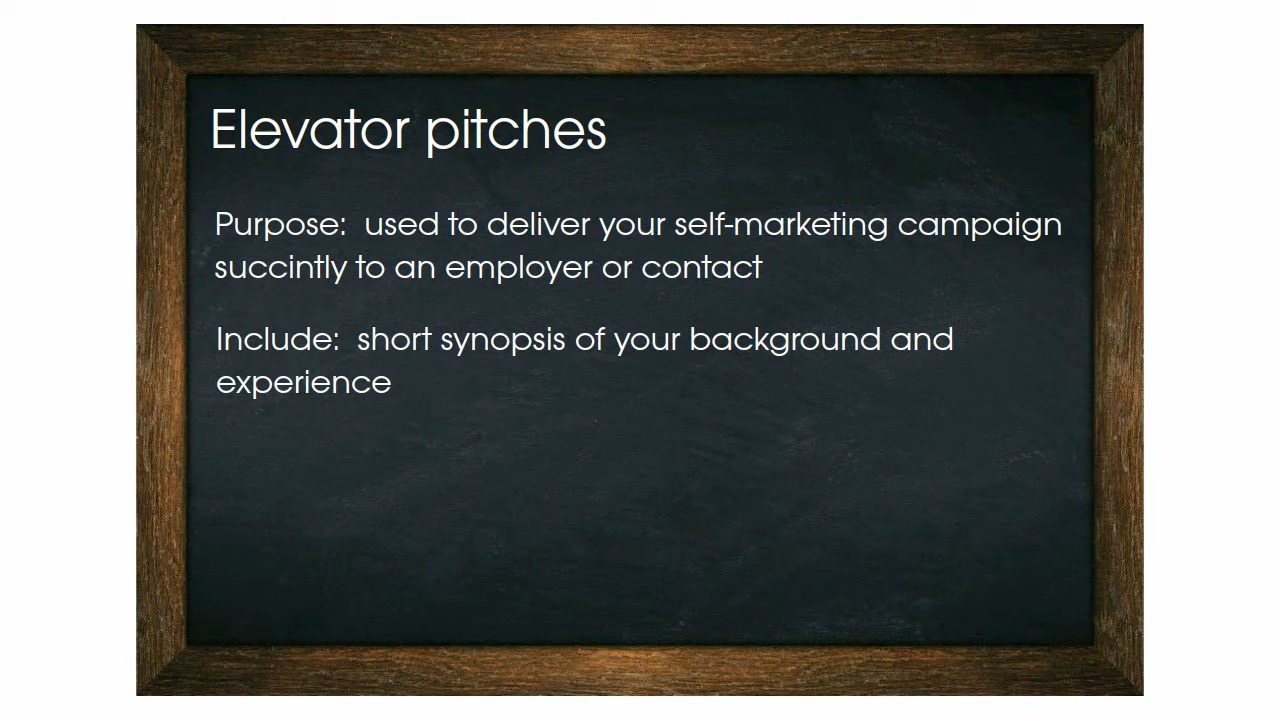 Elevator pitches
Purpose:  used to deliver your self-marketing campaign
succintly to an employer or contact
Include:  short synopsis of your background and
experience